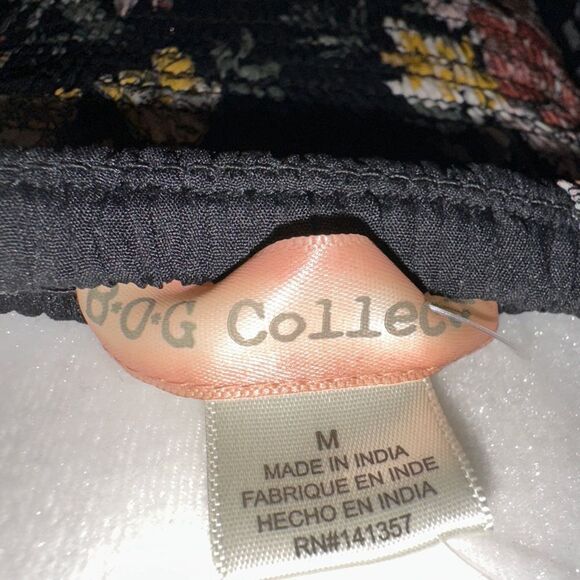 B•O•G Collec
M
MADE IN INDIA
FABRIQUE EN INDE
HECHO EN INDIA
RN#141357